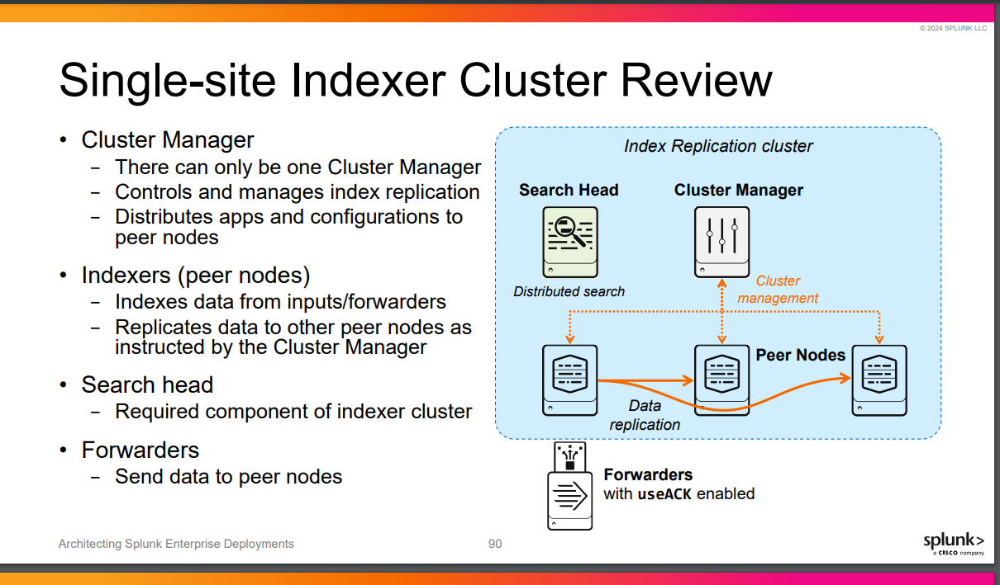 © 2024 SPLUNK LLC
Single-site Indexer Cluster Review
• Cluster Manager
– There can only be one Cluster Manager
– Controls and manages index replication
– Distributes apps and configurations to
peer nodes
• Indexers (peer nodes)
– Indexes data from inputs/forwarders
– Replicates data to other peer nodes as
instructed by the Cluster Manager
• Search head
– Required component of indexer cluster
• Forwarders
– Send data to peer nodes
Index Replication cluster
Search Head
Cluster Manager
Distributed search
Cluster
management
Peer Nodes
Data
replication
Forwarders
with useACK enabled
Architecting Splunk Enterprise Deployments
90
splunk>
a CISCO company